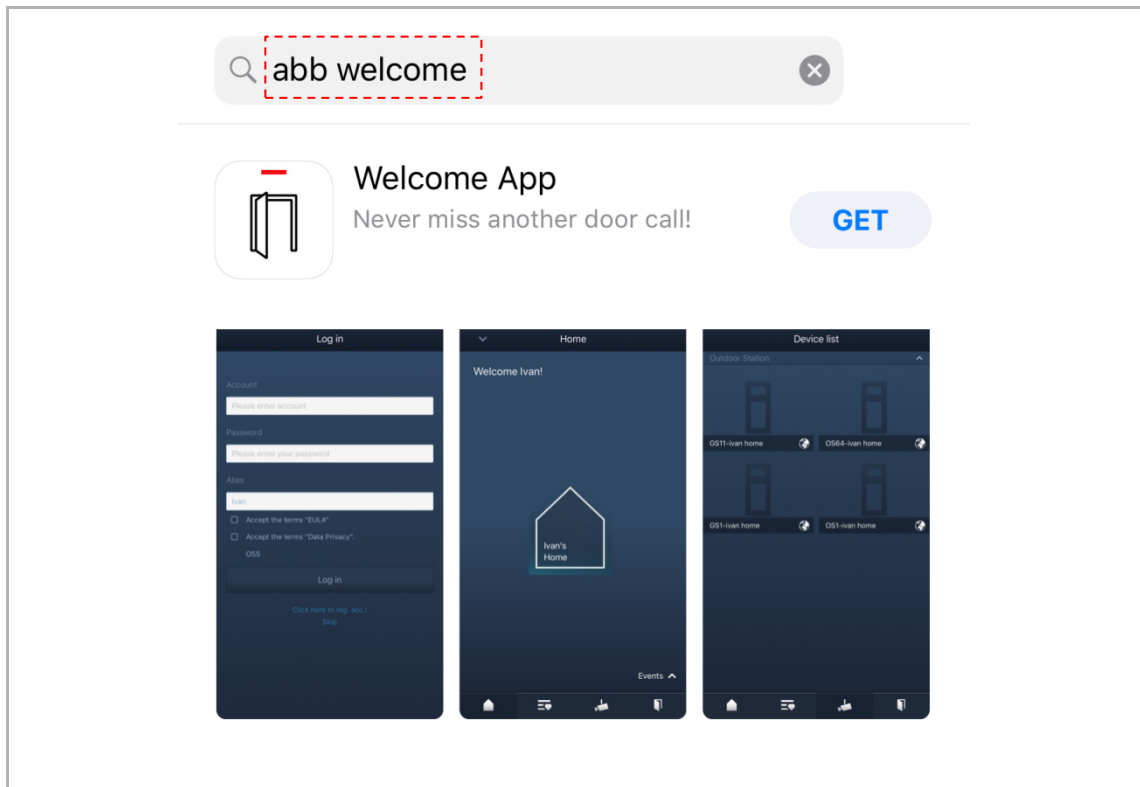 abb welcome
Welcome App
Never miss another door call!
GET
Log in
Account
Please enter account
Password
Please enter your password
Alias
Ivan
Accept the terms "EULA"
Accept the terms "Data Privacy".
OSS
Log in
Click here to reg. acc./
Skip
Home
Welcome Ivan!
Ivan's
Home
Events
Device list
Outdoor Station
GS11-ivan home
OS64-ivan home
GS1-ivan home
OS1-ivan home